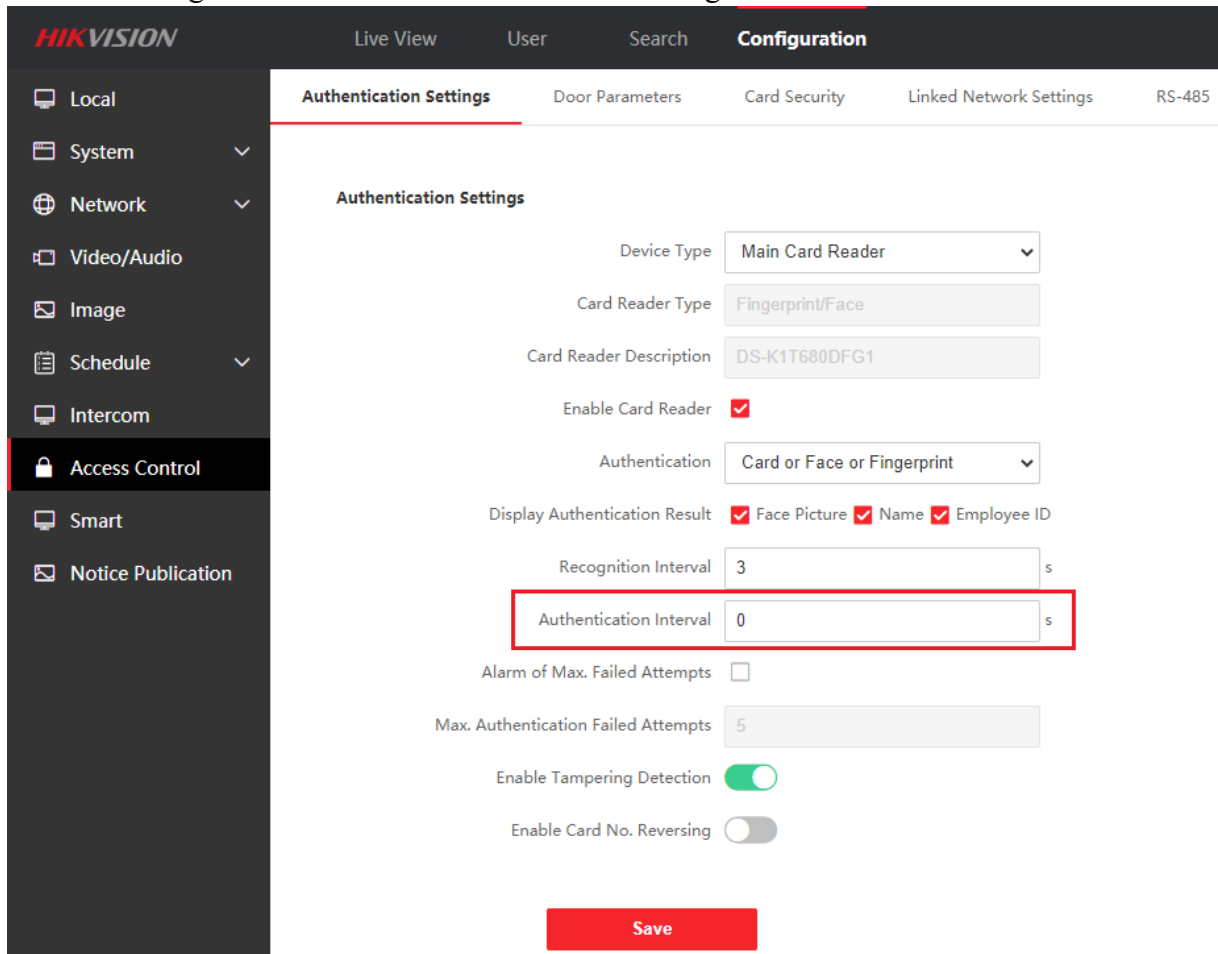 HIKVISION
Live View User Search Configuration
Local
System
Network
Video/Audio
Image
Schedule
Intercom
Access Control
Smart
Notice Publication
Authentication Settings Door Parameters Card Security Linked Network Settings RS-485
Authentication Settings
Device Type Main Card Reader
Card Reader Type Fingerprint/Face
Card Reader Description DS-K1T680DFG1
Enable Card Reader
Authentication Card or Face or Fingerprint
Display Authentication Result Face Picture Name Employee ID
Recognition Interval 3 s
Authentication Interval 0 s
Alarm of Max. Failed Attempts
Max. Authentication Failed Attempts 5
Enable Tampering Detection
Enable Card No. Reversing
Save